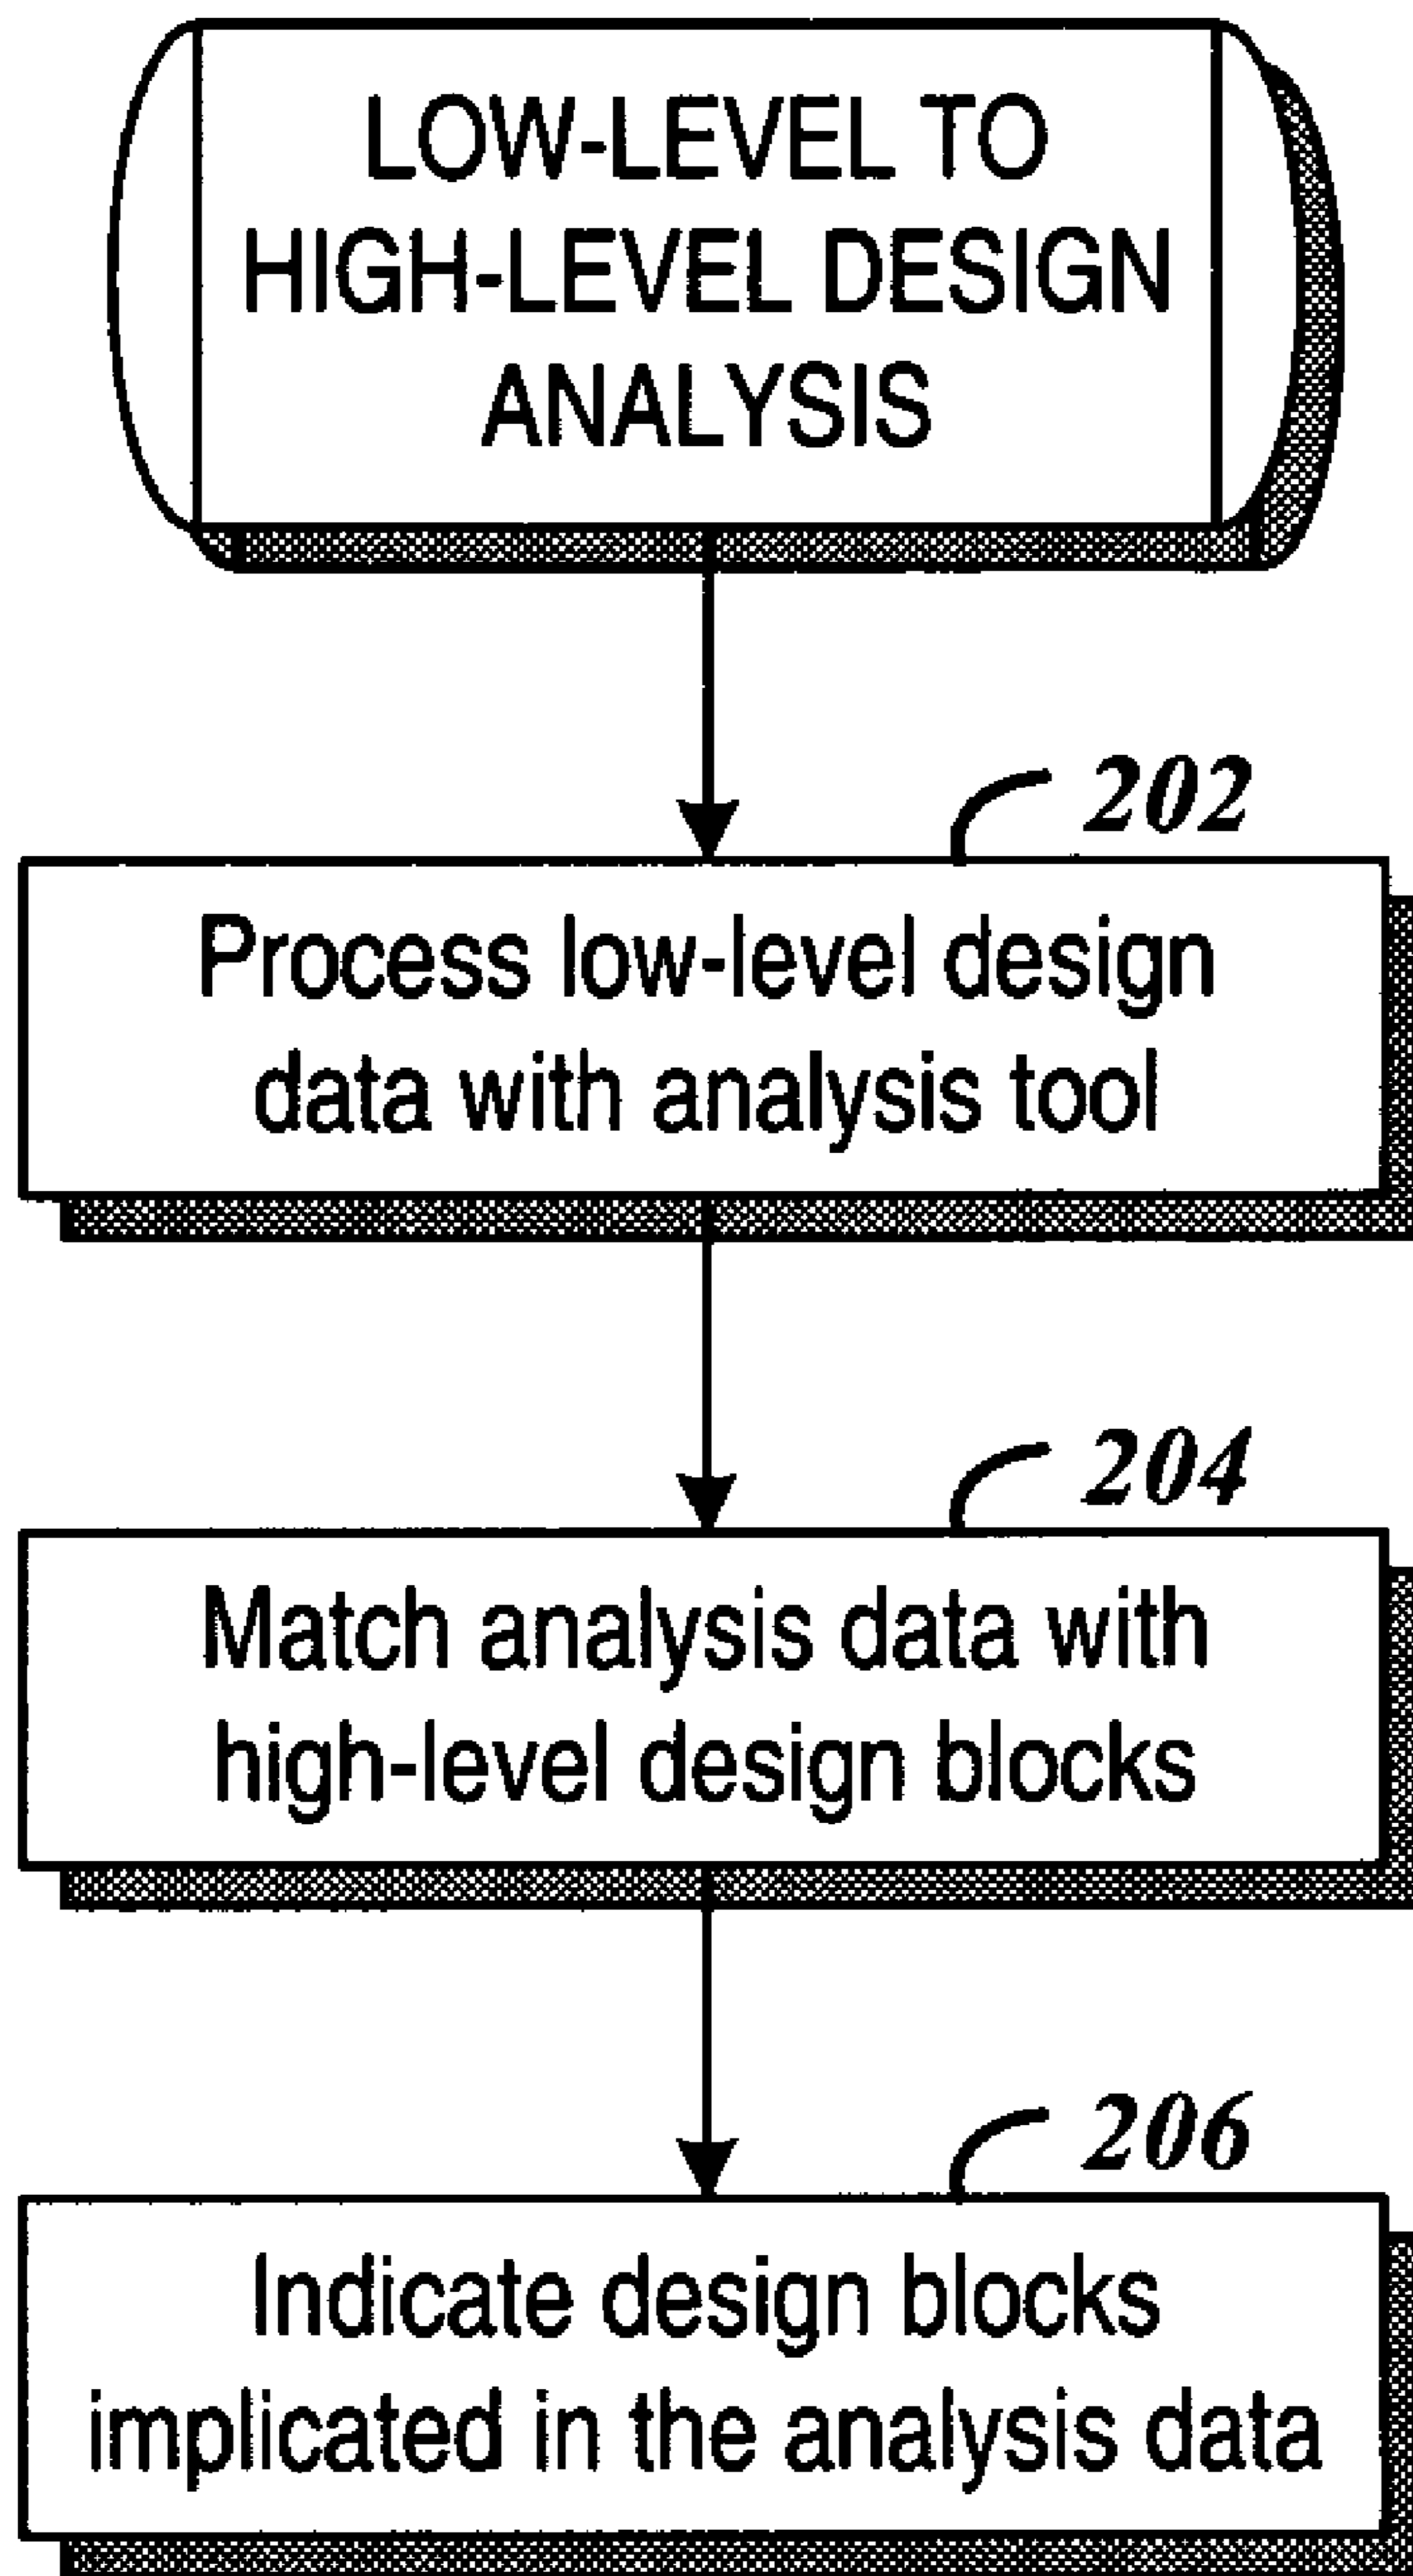 LOW-LEVEL TO
HIGH-LEVEL DESIGN
ANALYSIS
202
Process low-level design
data with analysis tool
204
Match analysis data with
high-level design blocks
206
Indicate design blocks
implicated in the analysis data